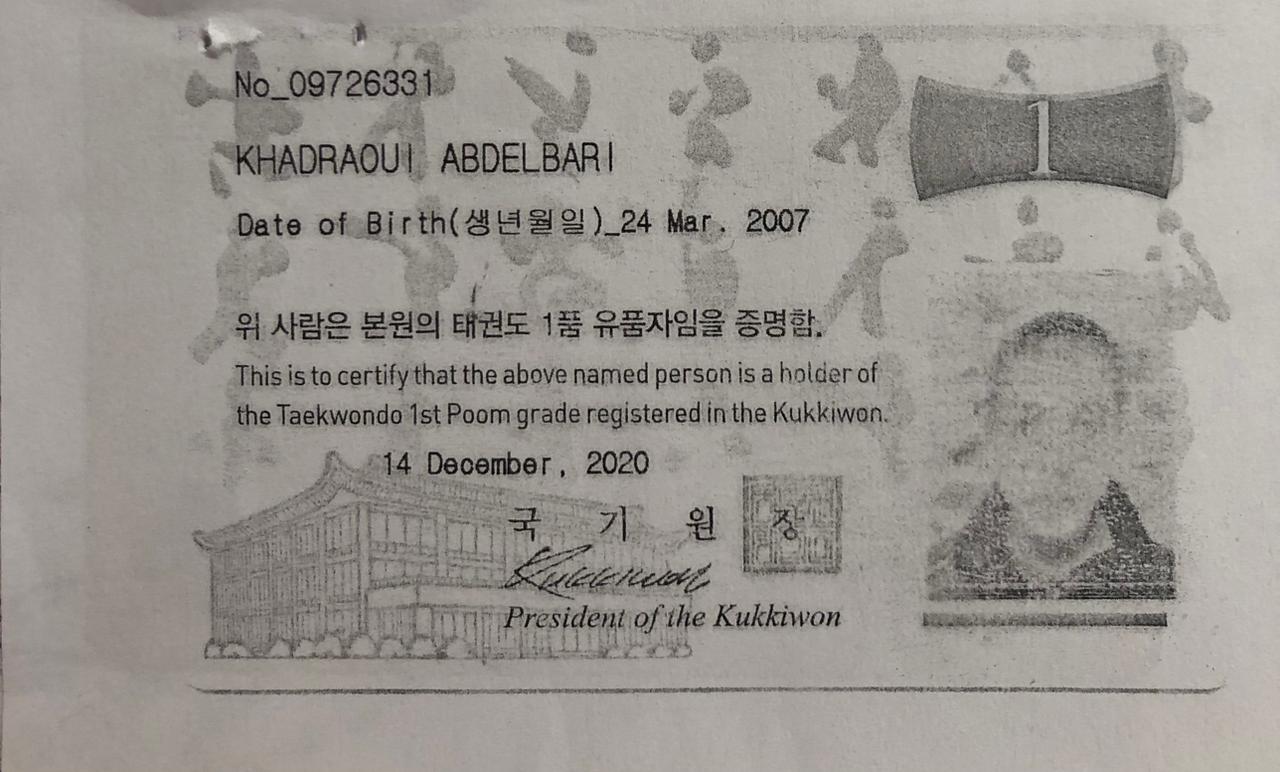 No_09726331
1
KHADRAOUI ABDELBARI
Date of Birth(생년월일)_24 Mar. 2007
위 사람은 본원의 태권도 1품 유품자임을 증명함.
This is to certify that the above named person is a holder of
the Taekwondo 1st Poom grade registered in the Kukkiwon.
14 December, 2020
국 기 원 장
Kukkiwon
President of the Kukkiwon